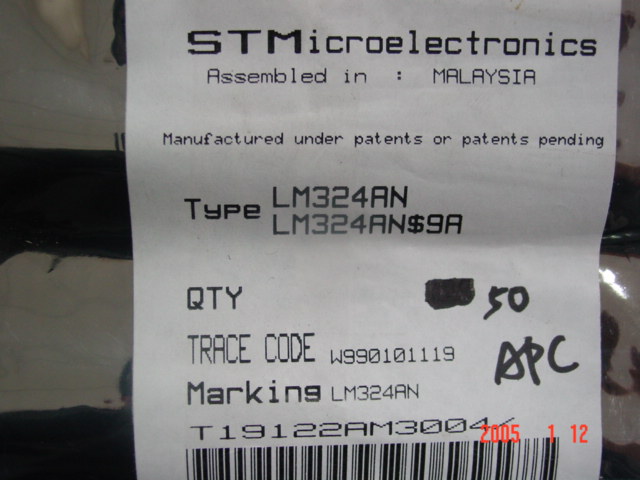 STMicroelectronics
Assembled in : MALAYSIA
Manufactured under patents or patents pending
Type LM324AN
LM324AN$9A
QTY 50
TRACE CODE W990101119
APC
Marking LM324AN
T19122AM3004
2005 1 12